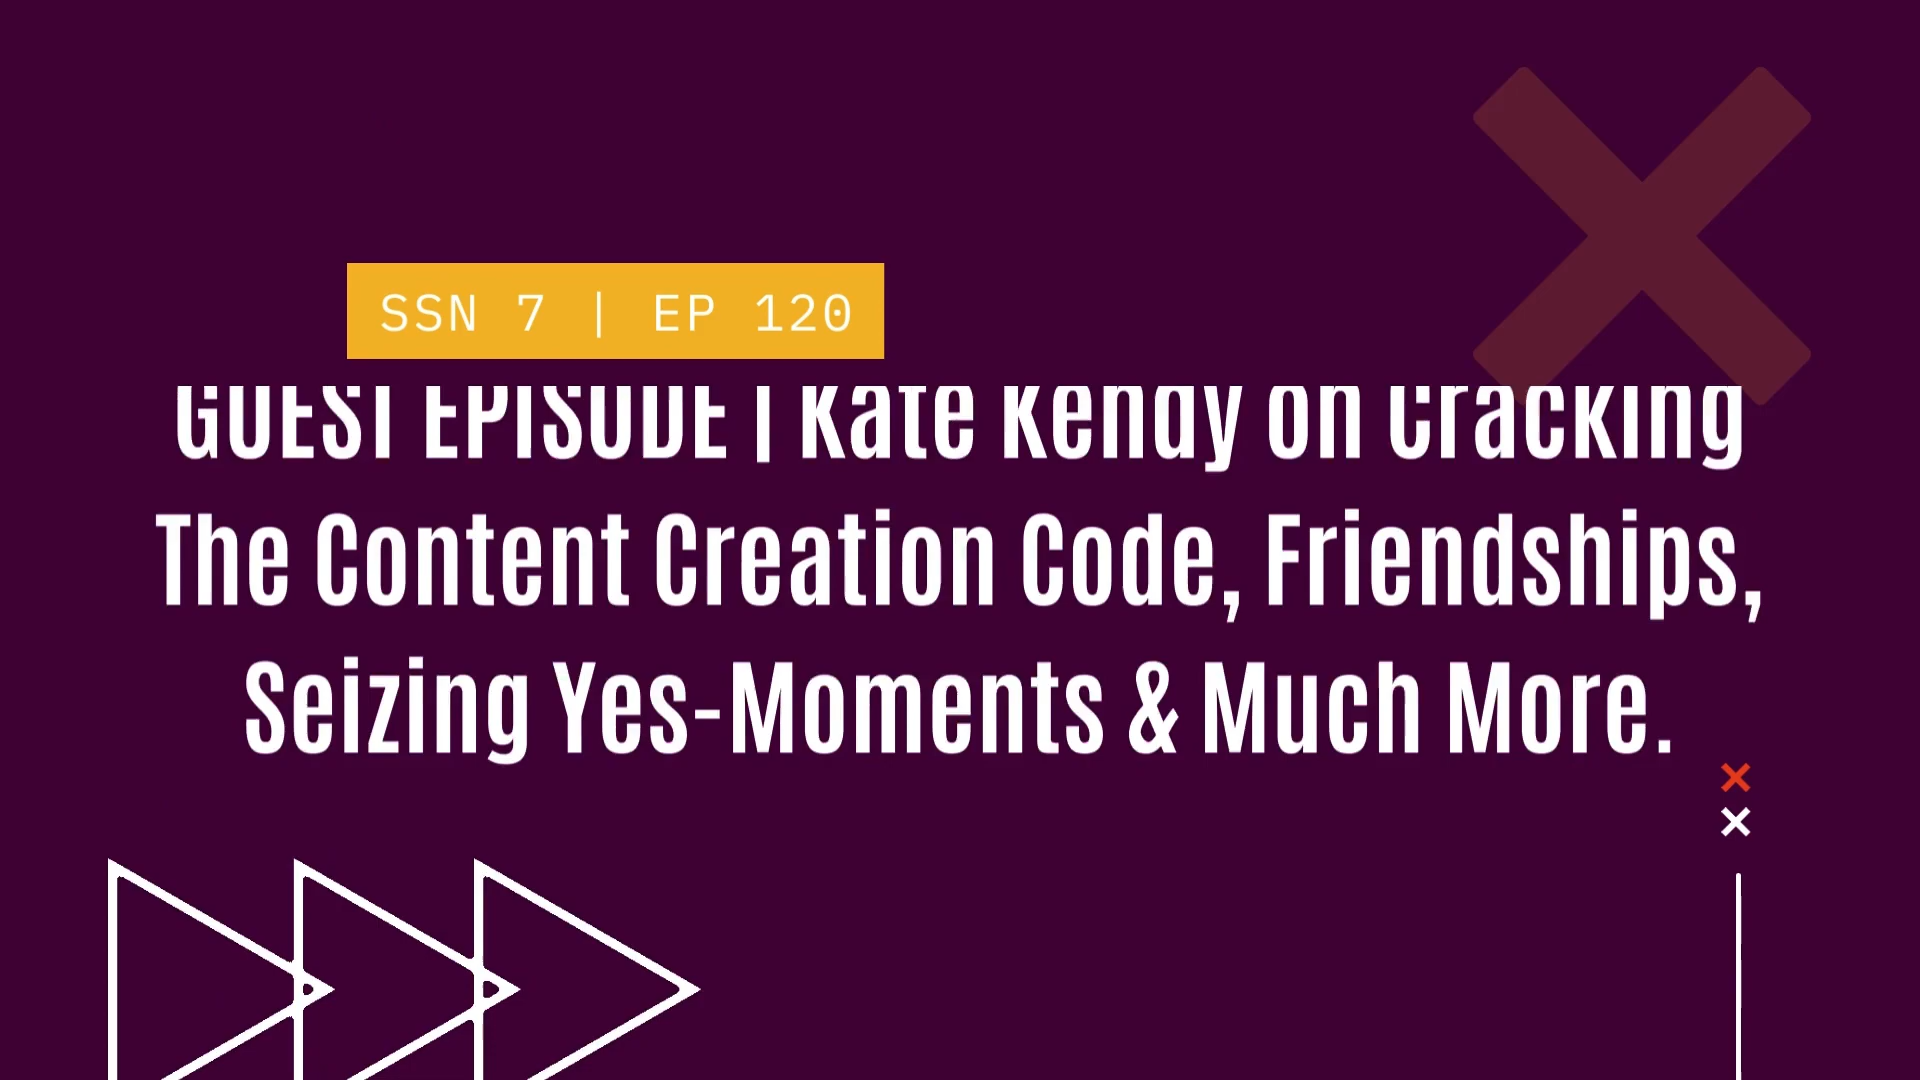 SSN 7 | EP 120
GUEST EPISODE | Kate Kendy on Cracking
The Content Creation Code, Friendships,
Seizing Yes-Moments & Much More.